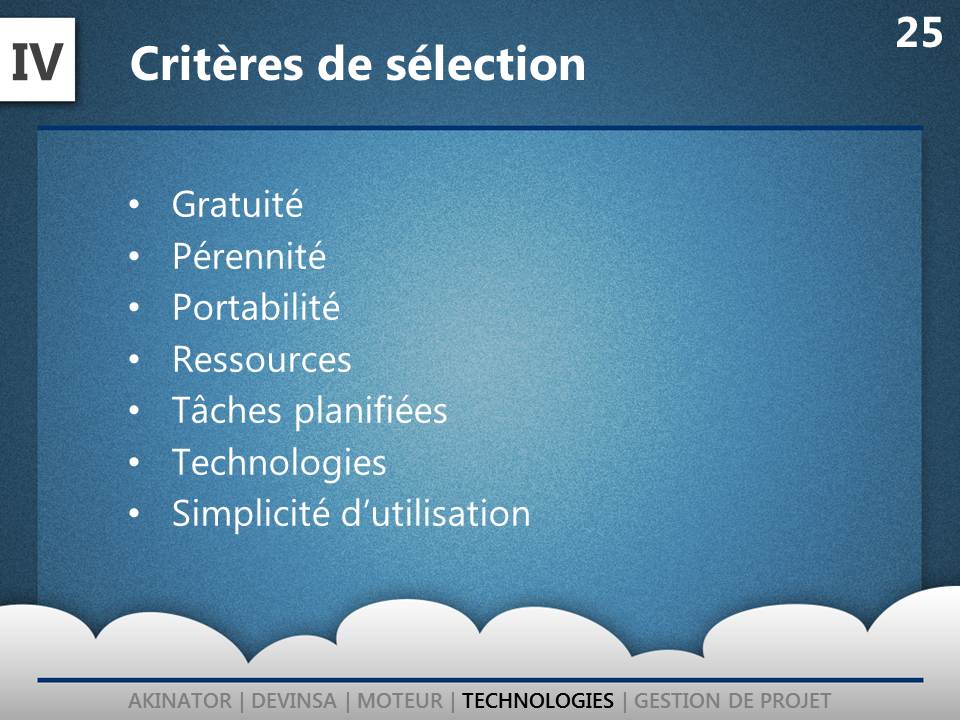 IV
Critères de sélection
25
• Gratuité
• Pérennité
• Portabilité
• Ressources
• Tâches planifiées
• Technologies
• Simplicité d’utilisation
AKINATOR | DEVINSA | MOTEUR | TECHNOLOGIES | GESTION DE PROJET